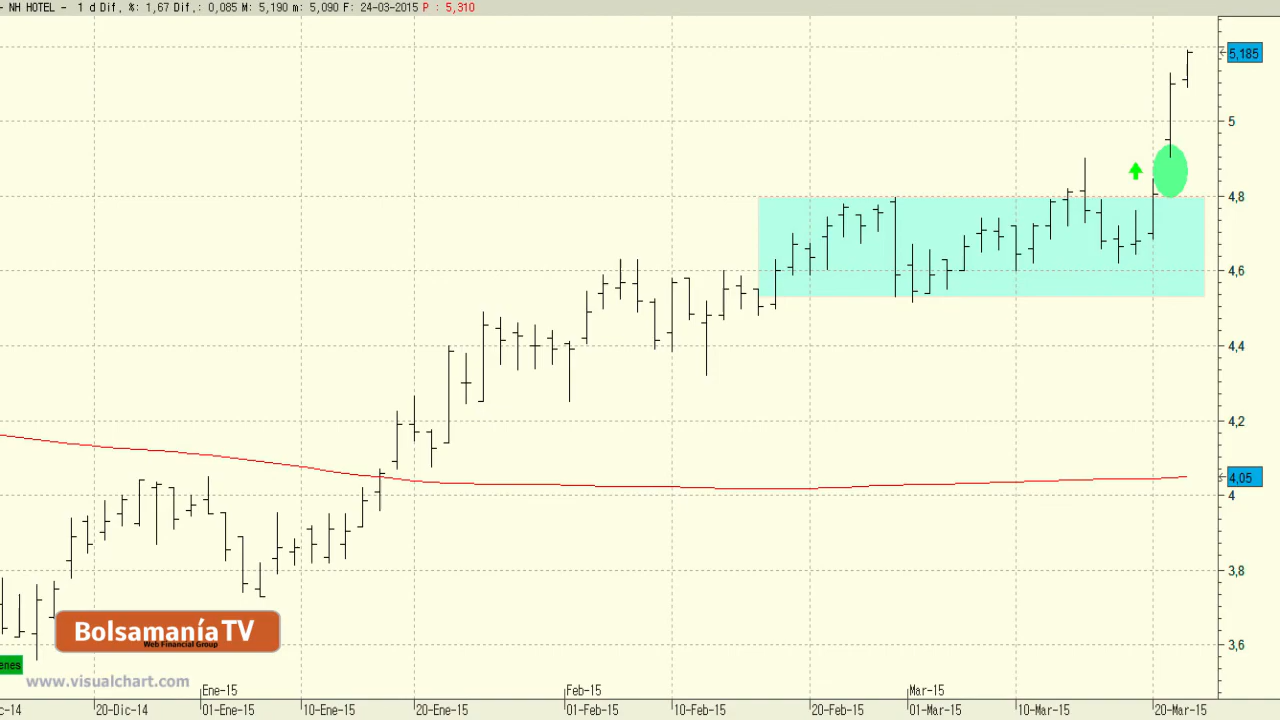 - NH HOTEL - 1 d Dif, %: 1,67 Dif,: 0,085 M: 5,190 m: 5,090 F: 24-03-2015 P : 5,310
5,185
5
4,8
4,6
4,4
4,2
4,05
4
3,8
3,6
BolsamaníaTV
Web Financial Group
enes
www.visualchart.com
Ene-15
Feb-15
Mar-15
c-14
20-Dic-14
01-Ene-15
10-Ene-15
20-Ene-15
01-Feb-15
10-Feb-15
20-Feb-15
01-Mar-15
10-Mar-15
20-Mar-15